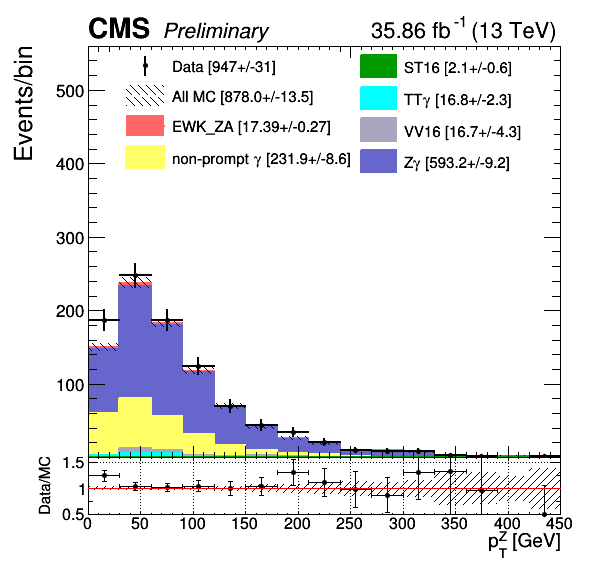 CMS Preliminary 35.86 fb⁻¹ (13 TeV)
Events/bin
Data [947+/-31]
All MC [878.0+/-13.5]
EWK_ZA [17.39+/-0.27]
non-prompt γ [231.9+/-8.6]
ST16 [2.1+/-0.6]
TTγ [16.8+/-2.3]
VV16 [16.7+/-4.3]
Zγ [593.2+/-9.2]
500
400
300
200
100
Data/MC
1.5
1
0.5
0 50 100 150 200 250 300 350 400 450
p_T^Z [GeV]